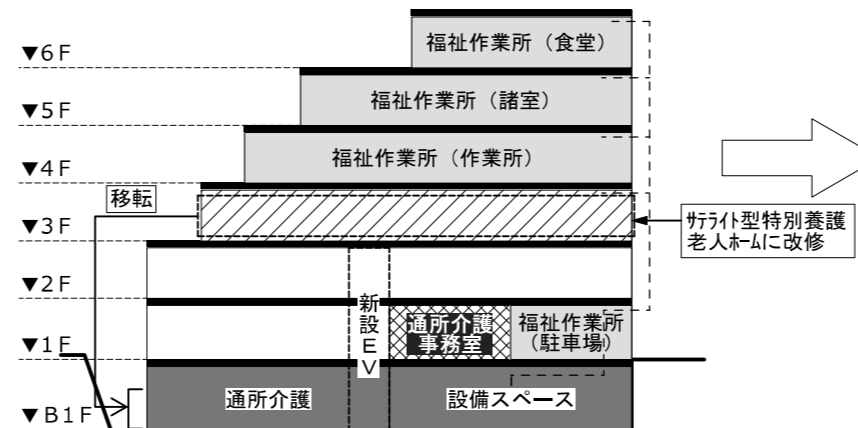 福祉作業所（食堂）
▼6F
福祉作業所（諸室）
▼5F
福祉作業所（作業所）
▼4F
移転
ｻﾃﾗｲﾄ型特別養護
老人ﾎｰﾑに改修
▼3F
▼2F
新設EV
通所介護
事務室
福祉作業所
（駐車場）
▼1F
通所介護
設備スペース
▼B1F